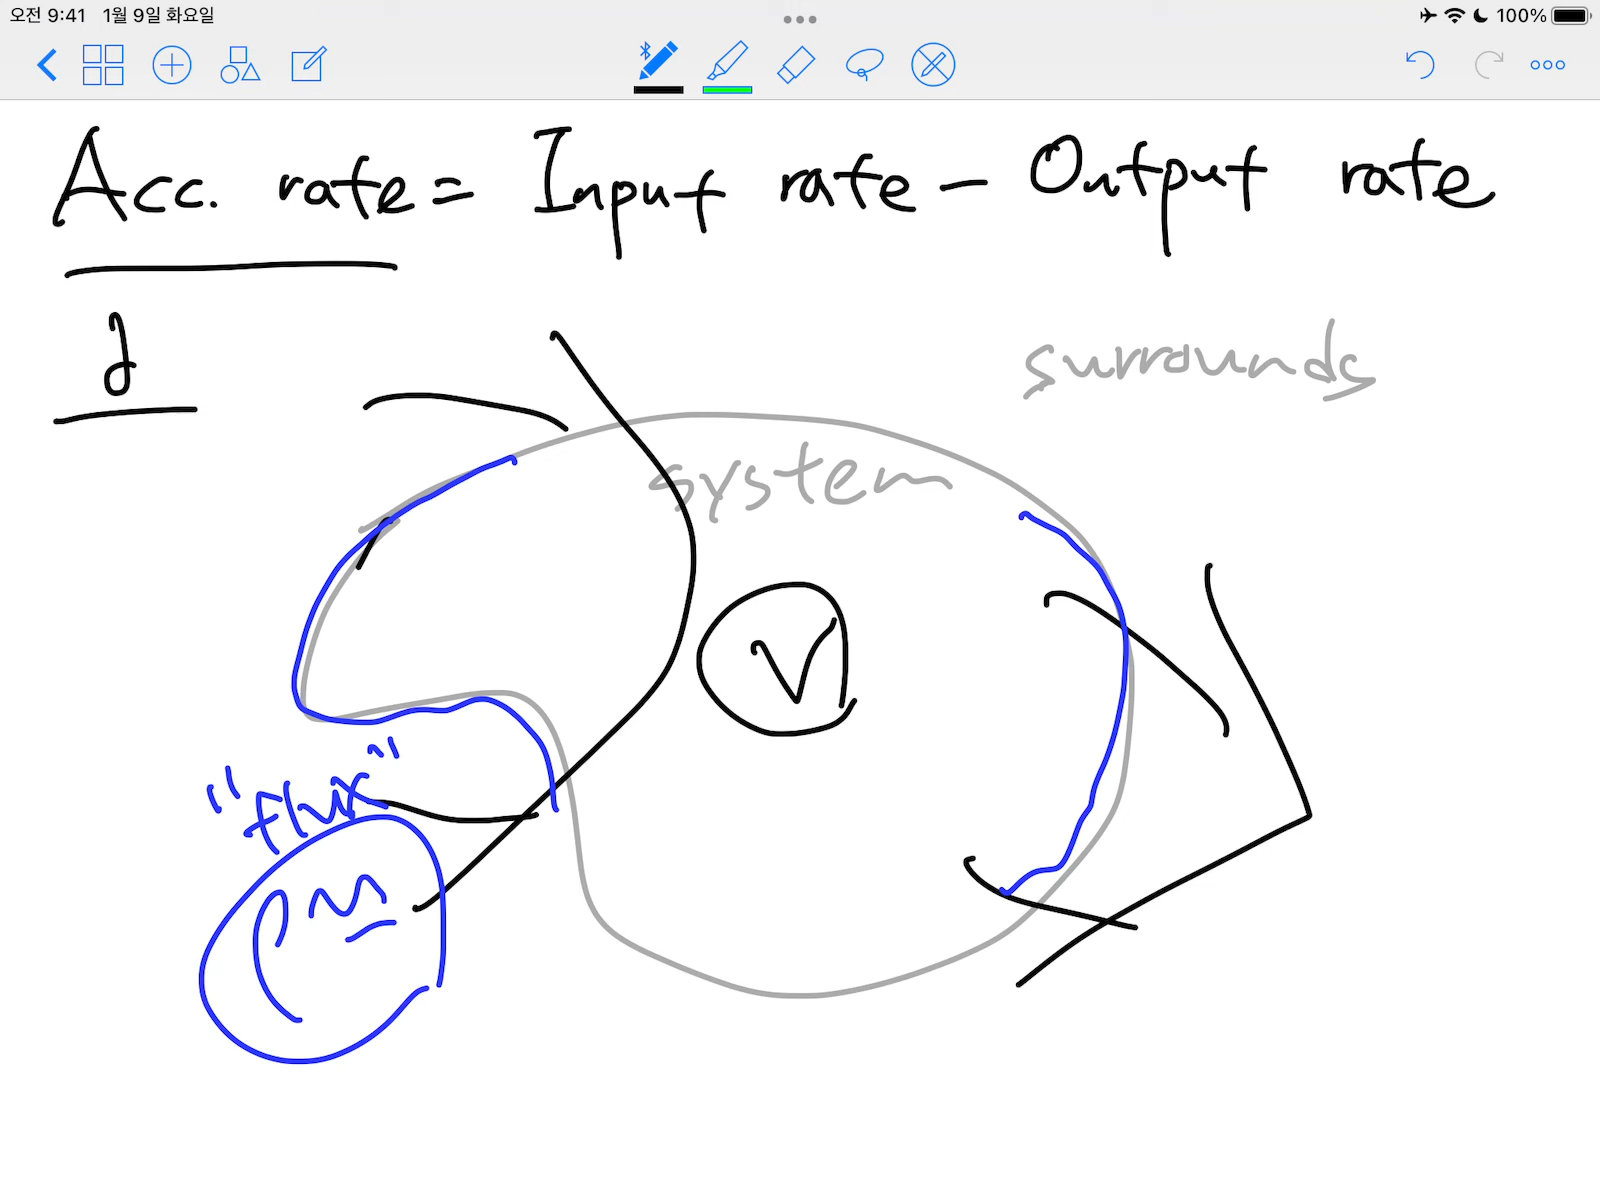 오전 9:41 1월 9일 화요일 100%
Acc. rate = Input rate - Output rate
d
surrounds
system
V
"flux"